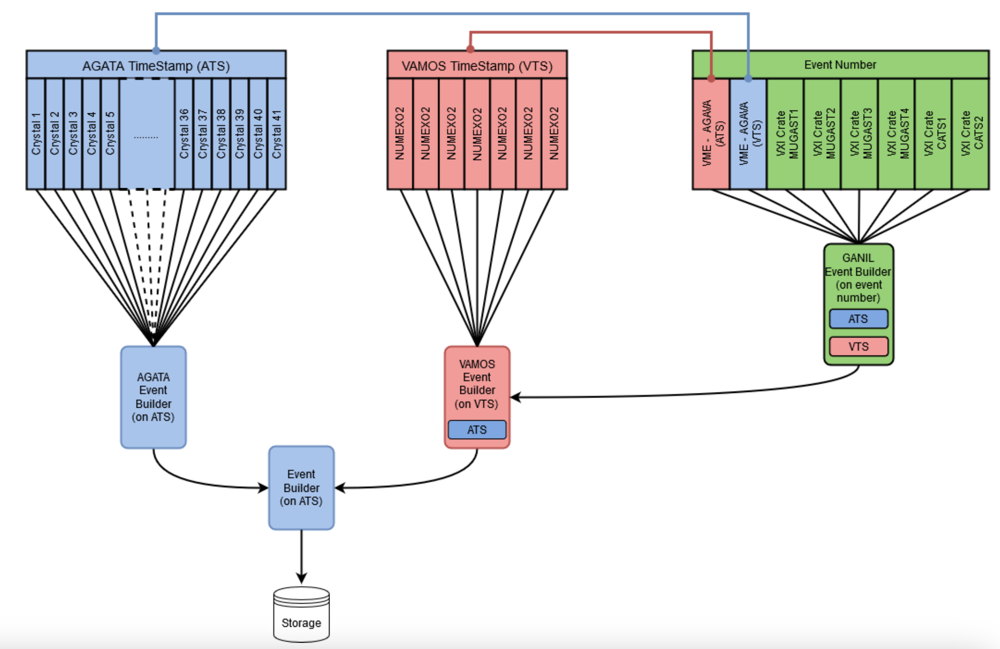 AGATA TimeStamp (ATS)
Crystal 1
Crystal 2
Crystal 3
Crystal 4
Crystal 5
.........
Crystal 36
Crystal 37
Crystal 38
Crystal 39
Crystal 40
Crystal 41
VAMOS TimeStamp (VTS)
NUMEXO2
NUMEXO2
NUMEXO2
NUMEXO2
NUMEXO2
NUMEXO2
NUMEXO2
Event Number
VME - AGAVA
(ATS)
VME - AGAVA
(VTS)
VXI Crate
MUGAST1
VXI Crate
MUGAST2
VXI Crate
MUGAST3
VXI Crate
MUGAST4
VXI Crate
CATS1
VXI Crate
CATS2
GANIL
Event Builder
(on event
number)
ATS
VTS
AGATA
Event
Builder
(on ATS)
VAMOS
Event
Builder
(on VTS)
ATS
Event
Builder
(on ATS)
Storage